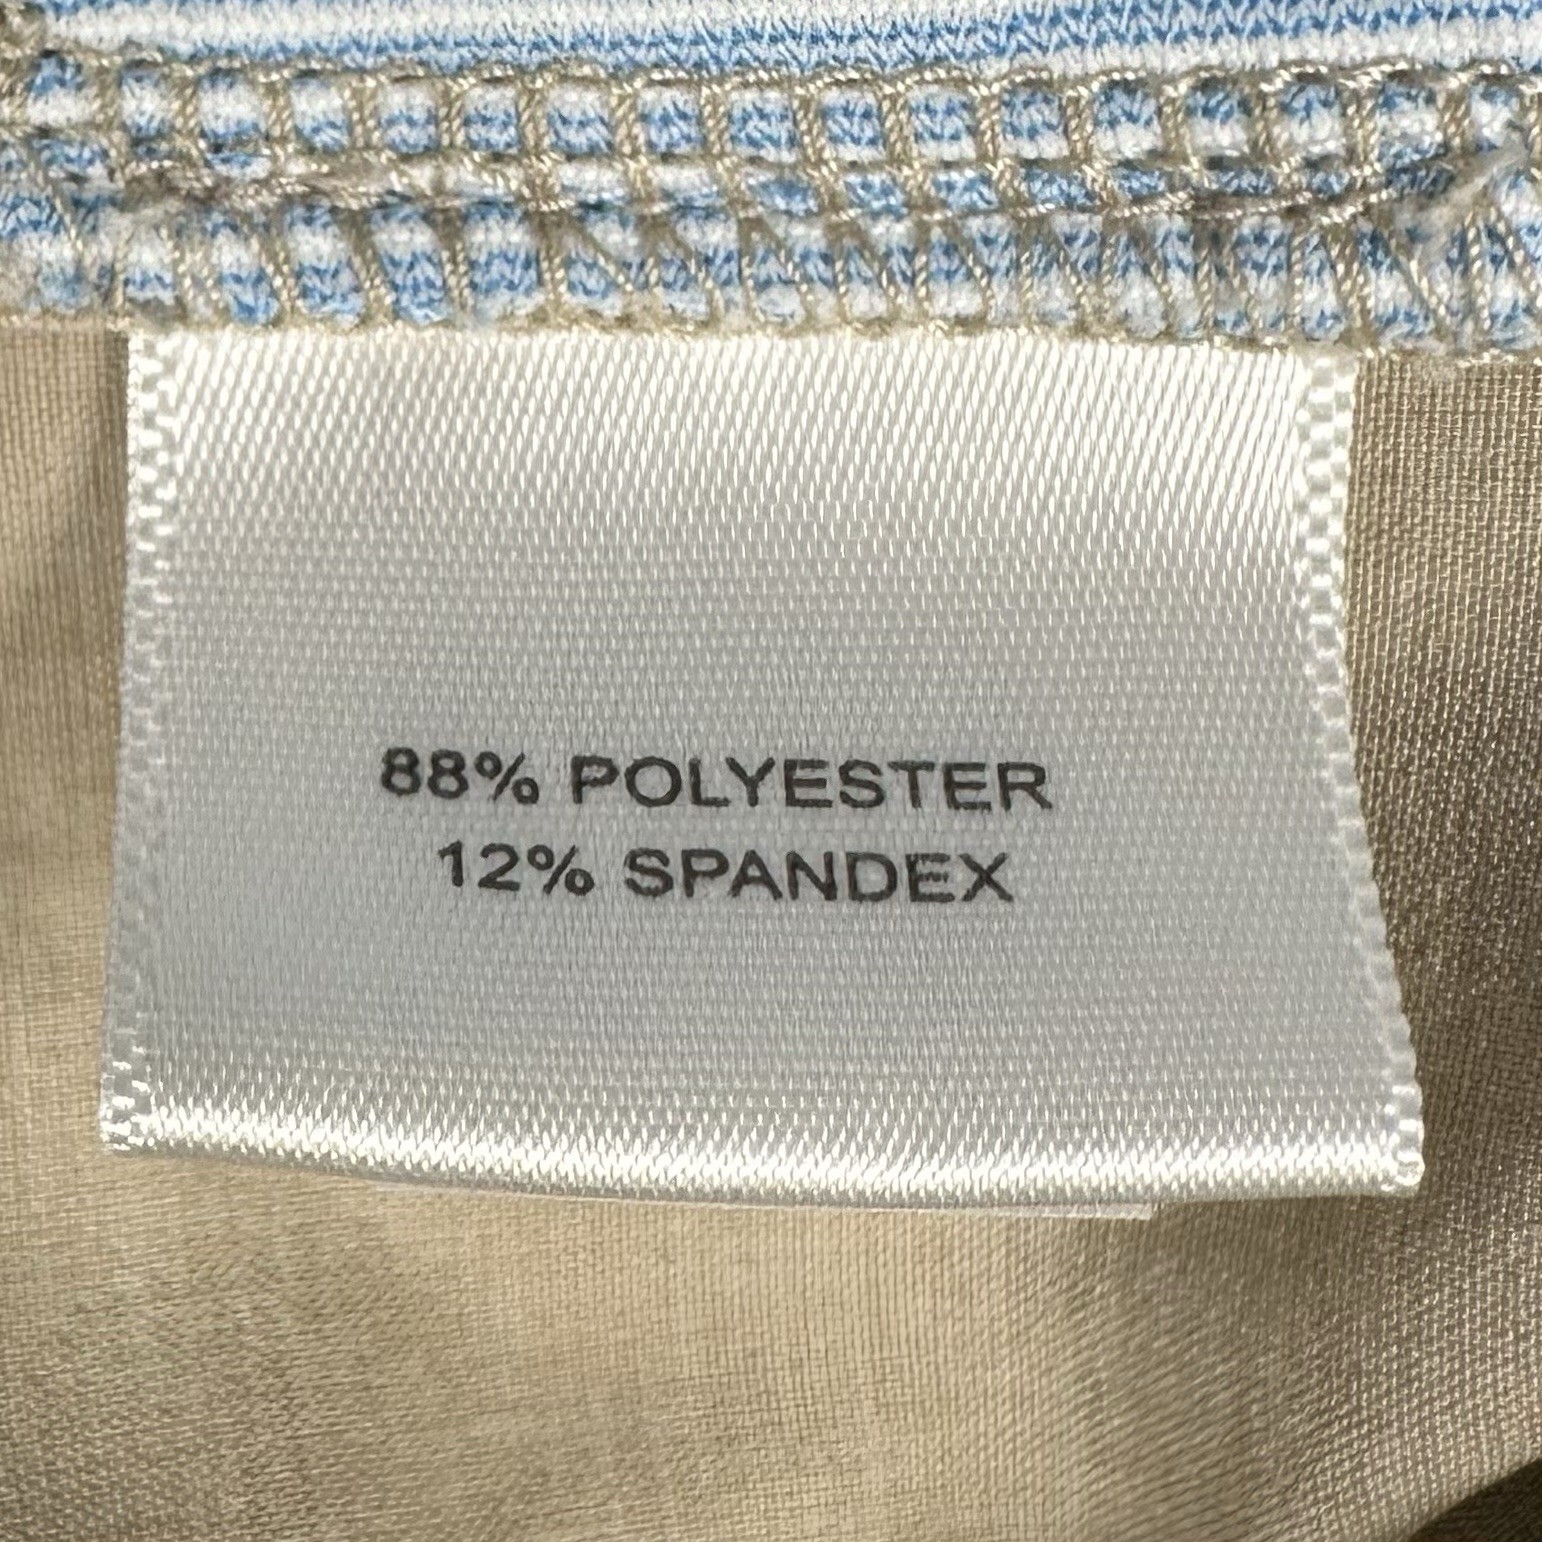 88% POLYESTER
12% SPANDEX